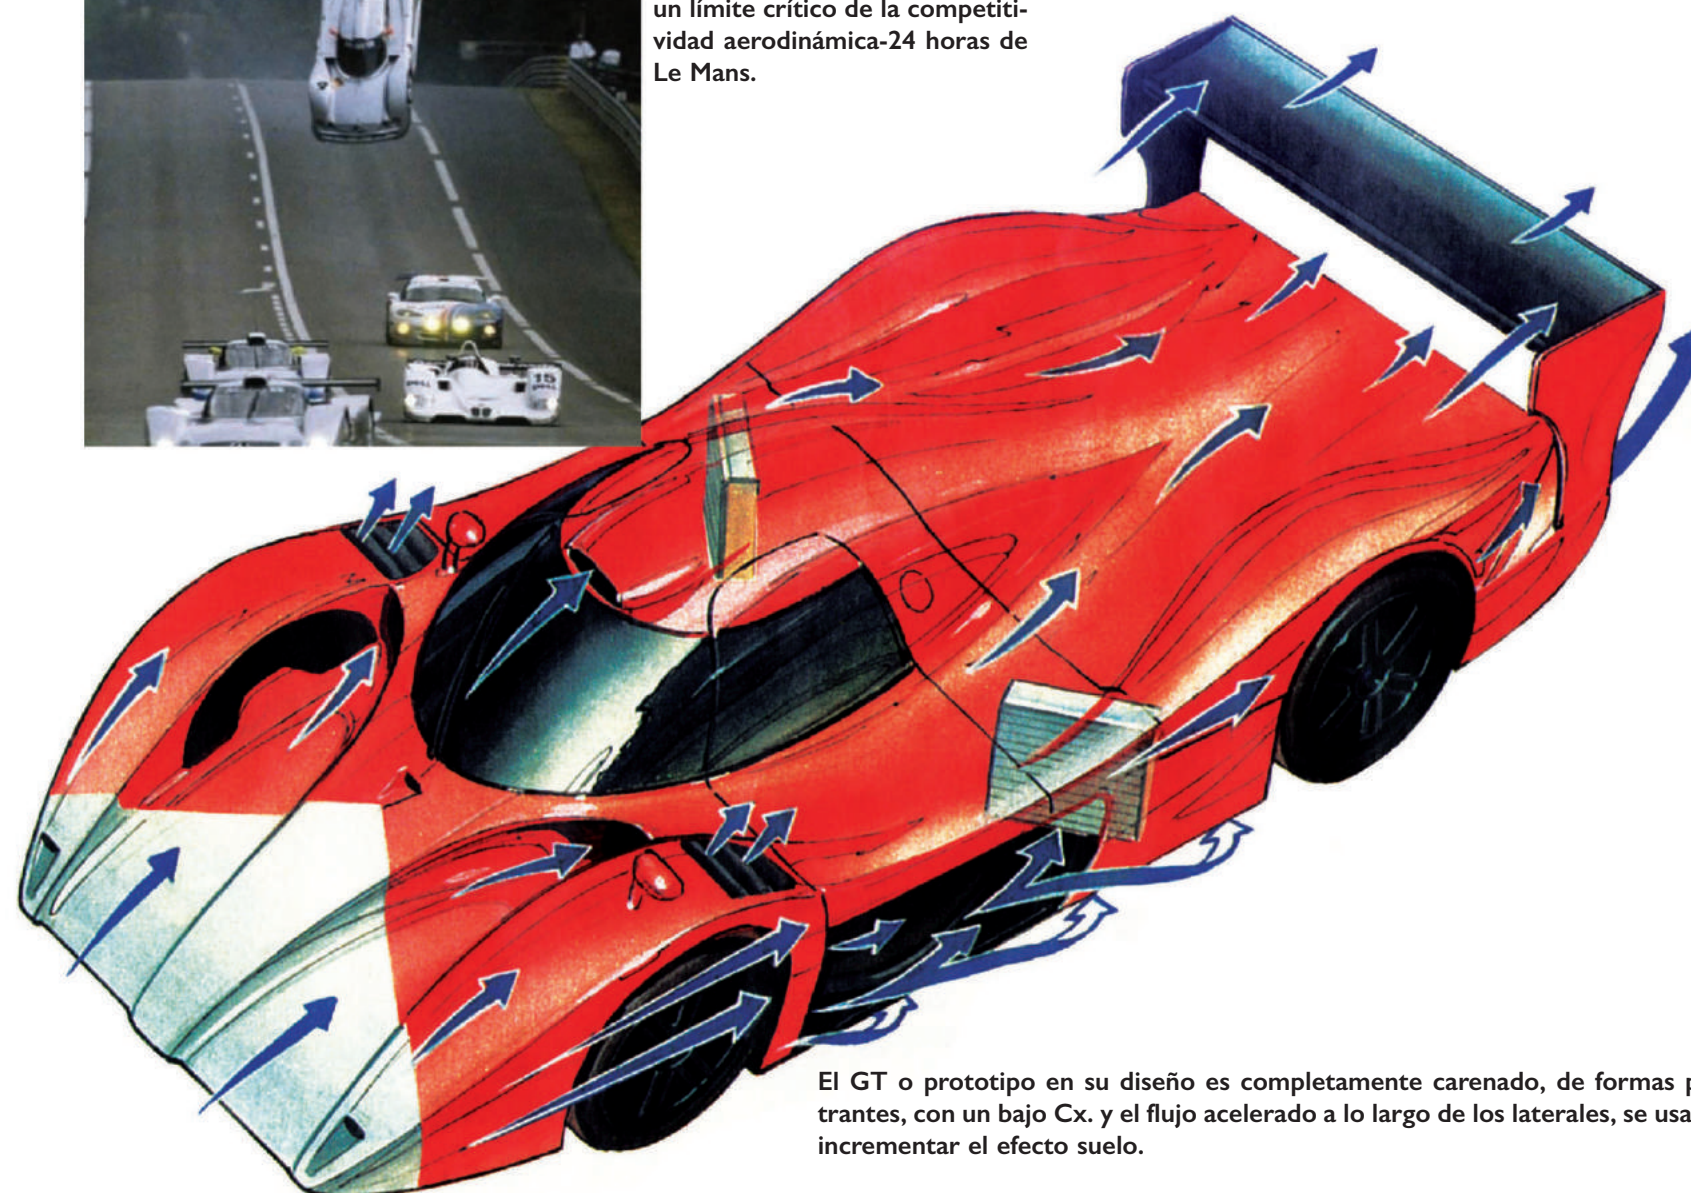 un límite crítico de la competiti-
vidad aerodinámica-24 horas de
Le Mans.
15
El GT o prototipo en su diseño es completamente carenado, de formas p
trantes, con un bajo Cx. y el flujo acelerado a lo largo de los laterales, se usa
incrementar el efecto suelo.